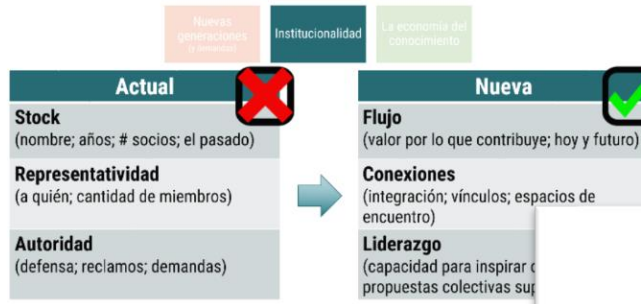 Nuevas
generaciones
(y demandas)
Institucionalidad
La economía del
conocimiento
Actual
Stock
(nombre; años; # socios; el pasado)
Representatividad
(a quién; cantidad de miembros)
Autoridad
(defensa; reclamos; demandas)
Nueva
Flujo
(valor por lo que contribuye; hoy y futuro)
Conexiones
(integración; vínculos; espacios de
encuentro)
Liderazgo
(capacidad para inspirar
propuestas colectivas